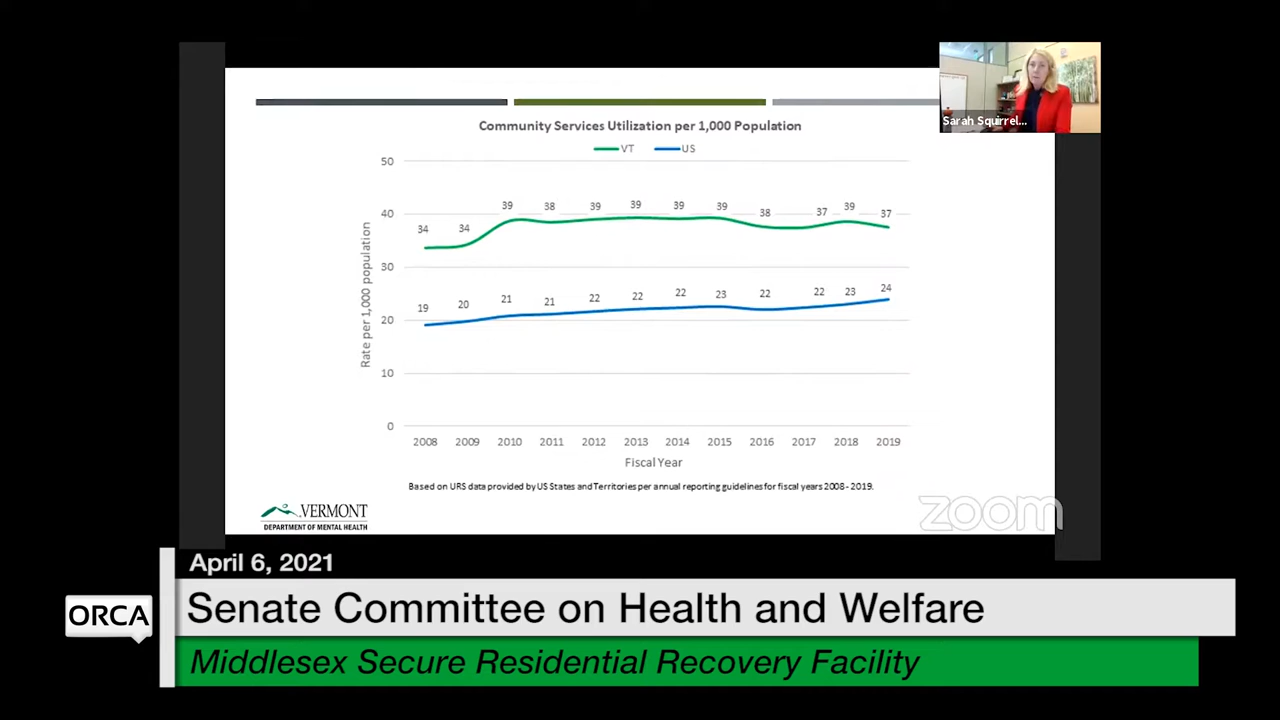 Sarah Squirrel...
Community Services Utilization per 1,000 Population
VT US
50
40
30
20
10
0
Rate per 1,000 population
34 34 39 38 39 39 39 39 38 37 39 37
19 20 21 21 22 22 22 23 22 22 23 24
2008 2009 2010 2011 2012 2013 2014 2015 2016 2017 2018 2019
Fiscal Year
Based on URS data provided by US States and Territories per annual reporting guidelines for fiscal years 2008 - 2019.
VERMONT
DEPARTMENT OF MENTAL HEALTH
zoom
April 6, 2021
ORCA
Senate Committee on Health and Welfare
Middlesex Secure Residential Recovery Facility